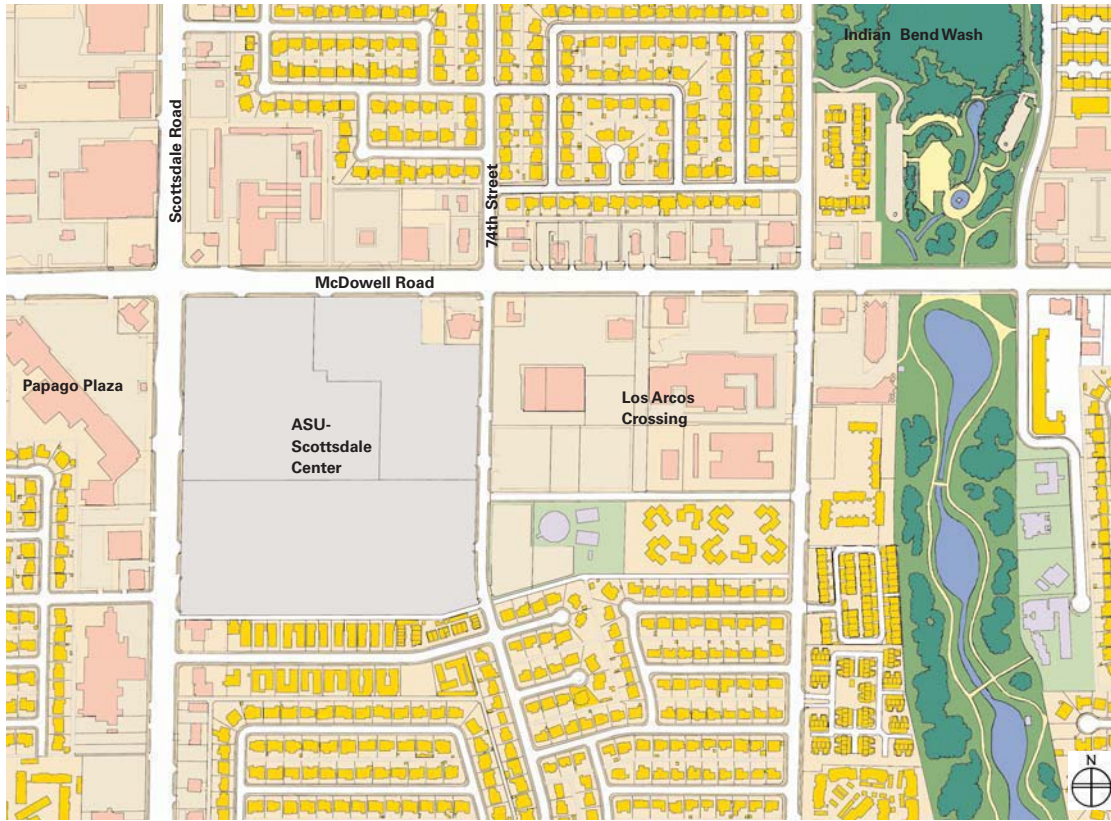 Indian Bend Wash
Scottsdale Road
74th Street
McDowell Road
Papago Plaza
Los Arcos
Crossing
ASU-
Scottsdale
Center
N